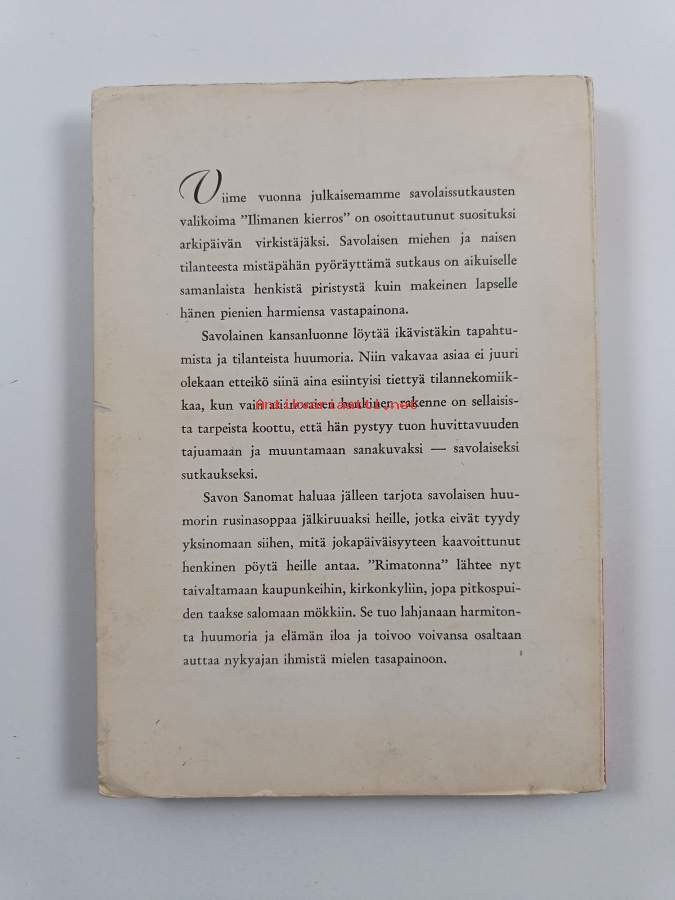 Viime vuonna julkaisemamme savolaissutkausten
valikoima ”Ilimanen kierros” on osoittautunut suosituksi
arkipäivän virkistäjäksi. Savolaisen miehen ja naisen
tilanteesta mistäpähän pyöräyttämä sutkaus on aikuiselle
samanlaista henkistä piristystä kuin makeinen lapselle
hänen pienien harmiensa vastapainona.
Savolainen kansanluonne löytää ikävistäkin tapahtu-
mista ja tilanteista huumoria. Niin vakavaa asiaa ei juuri
olekaan etteikö siinä aina esiintyisi tiettyä tilannekomiik-
kaa, kun vain henkinen rakenne on sellaisis-
Antikvariaatti.net
ta tarpeista koottu, että hän pystyy tuon huvittavuuden
tajuamaan ja muuntamaan sanakuvaksi — savolaiseksi
sutkaukseksi.
Savon Sanomat haluaa jälleen tarjota savolaisen huu-
morin rusinasoppaa jälkiruuaksi heille, jotka eivät tyydy
yksinomaan siihen, mitä jokapäiväisyyteen kaavoittunut
henkinen pöytä heille antaa. ”Rimatonna” lähtee nyt
taivaltamaan kaupunkeihin, kirkonkyliin, jopa pitkospui-
den taakse salomaan mökkiin. Se tuo lahjanaan harmiton-
ta huumoria ja elämän iloa ja toivoo voivansa osaltaan
auttaa nykyajan ihmistä mielen tasapainoon.